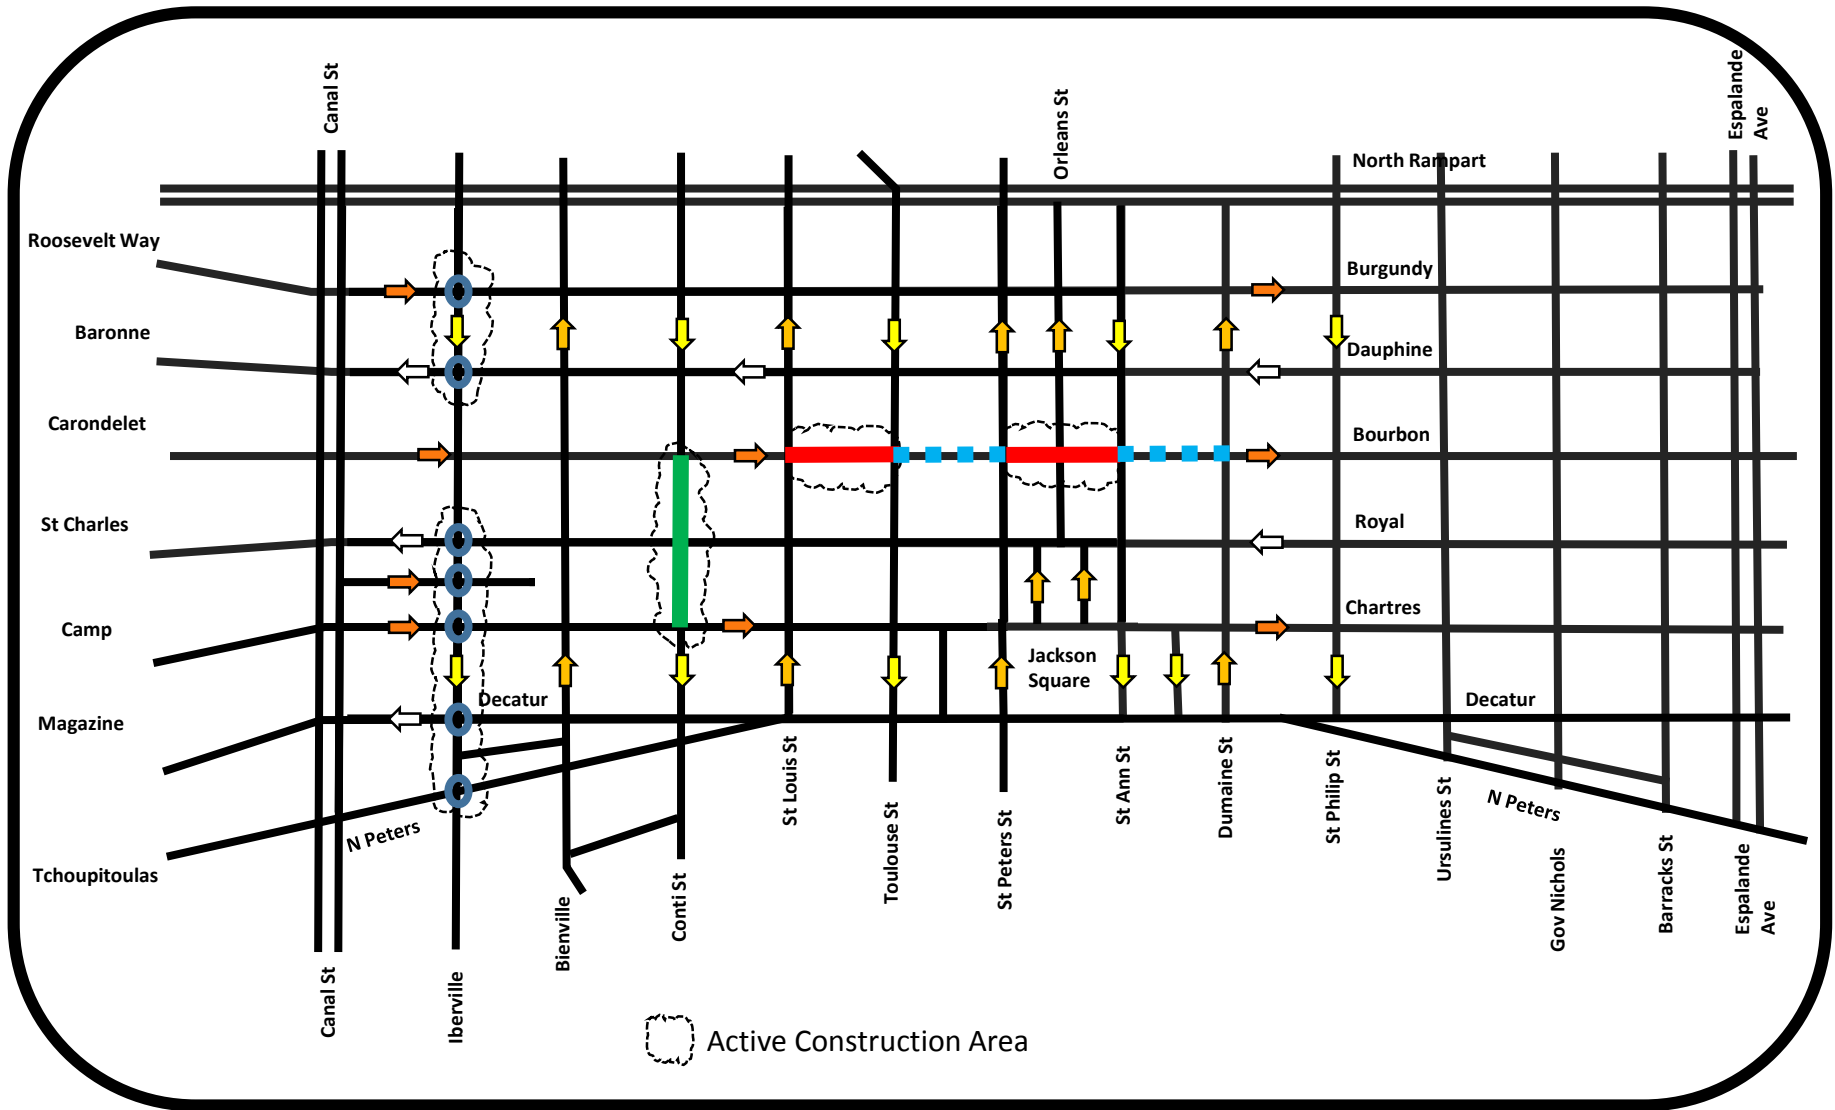 Canal St
Orleans St
Espalande
Ave
North Rampart
Roosevelt Way
Burgundy
Baronne
Dauphine
Carondelet
Bourbon
St Charles
Royal
Chartres
Camp
Jackson
Square
Decatur
Decatur
Magazine
N Peters
N Peters
Tchoupitoulas
Canal St
Iberville
Bienville
Conti St
St Louis St
Toulouse St
St Peters St
St Ann St
Dumaine St
St Philip St
Ursulines St
Gov Nichols
Barracks St
Espalande
Ave
Active Construction Area